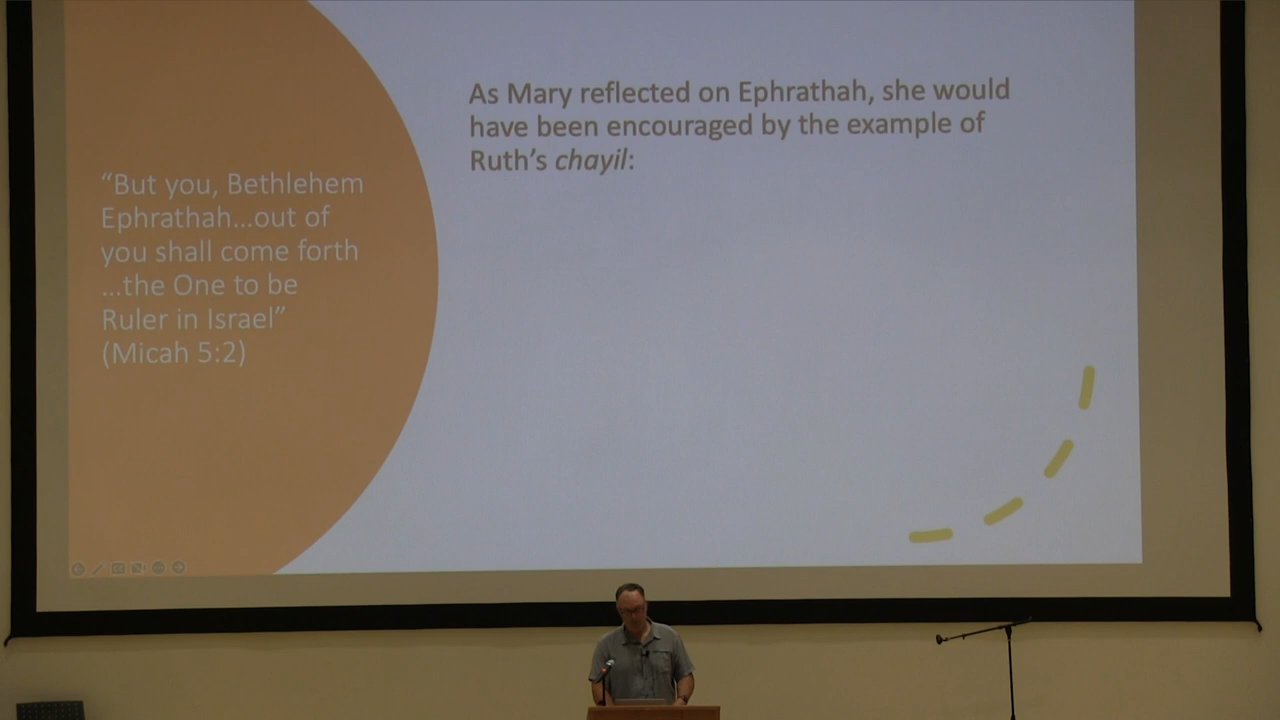 “But you, Bethlehem
Ephrathah...out of
you shall come forth
...the One to be
Ruler in Israel”
(Micah 5:2)
As Mary reflected on Ephrathah, she would
have been encouraged by the example of
Ruth’s chayil: